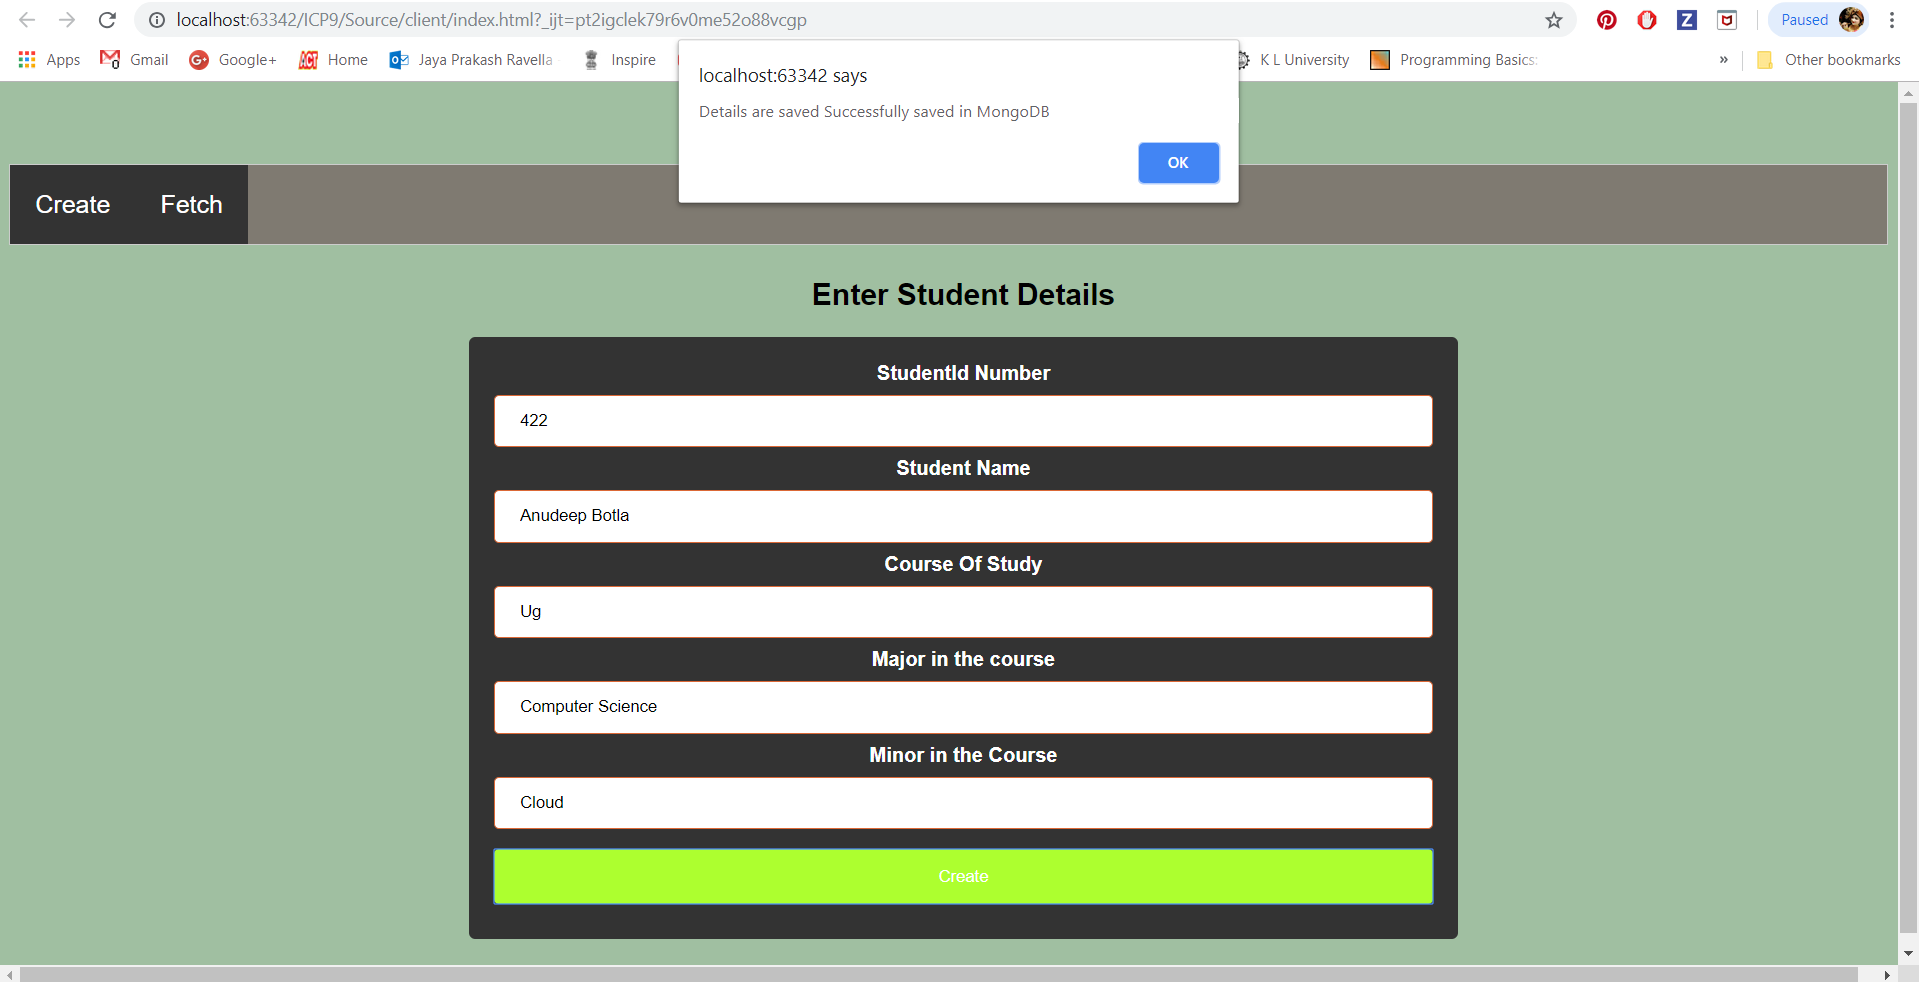 localhost:63342/ICP9/Source/client/index.html?_ijt=pt2igclek79r6v0me52o88vcgp
Paused
Apps Gmail Google+ Home Jaya Prakash Ravella Inspire K L University Programming Basics: » Other bookmarks
localhost:63342 says
Details are saved Successfully saved in MongoDB
OK
Create Fetch
Enter Student Details
StudentId Number
422
Student Name
Anudeep Botla
Course Of Study
Ug
Major in the course
Computer Science
Minor in the Course
Cloud
Create